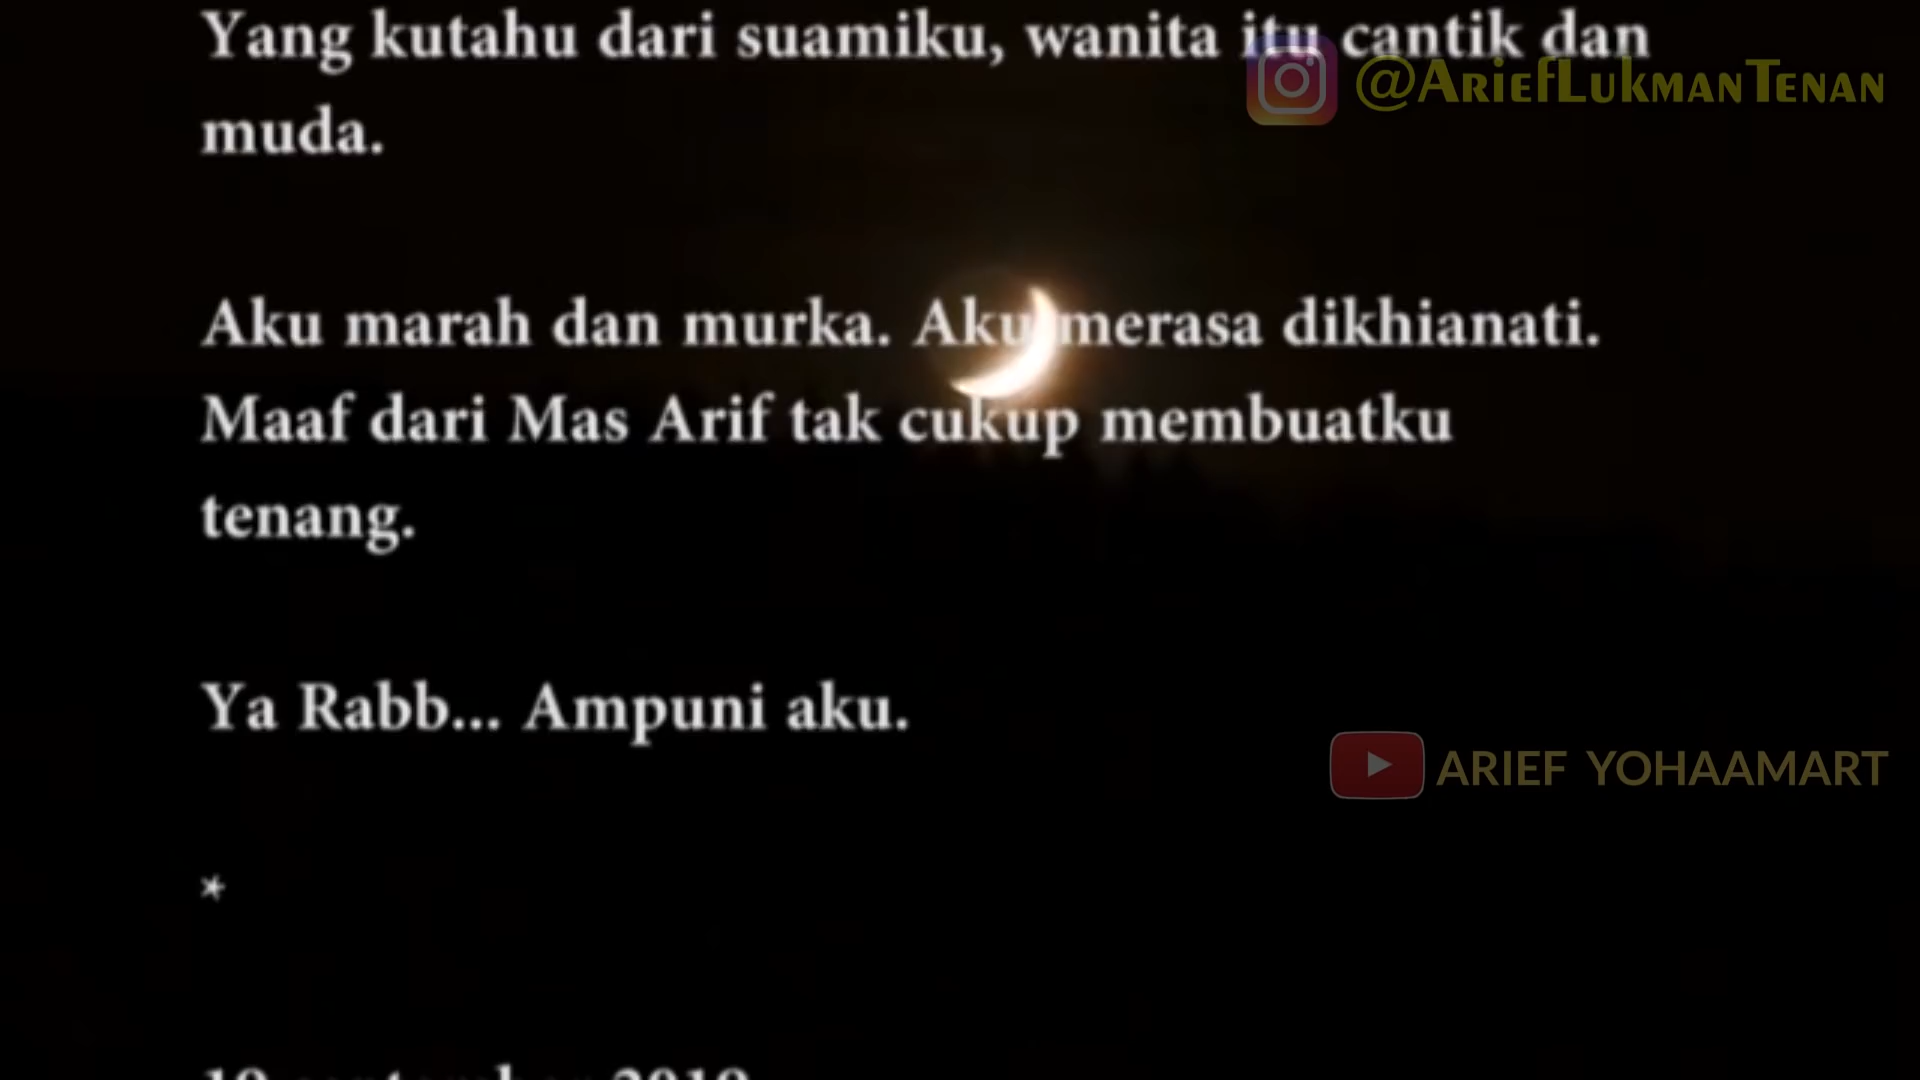 Yang kutahu dari suamiku, wanita itu cantik dan
@AriefLukmanTenan
muda.
Aku marah dan murka. Aku merasa dikhianati.
Maaf dari Mas Arif tak cukup membuatku
tenang.
Ya Rabb... Ampuni aku.
ARIEF YOHAAMART
*